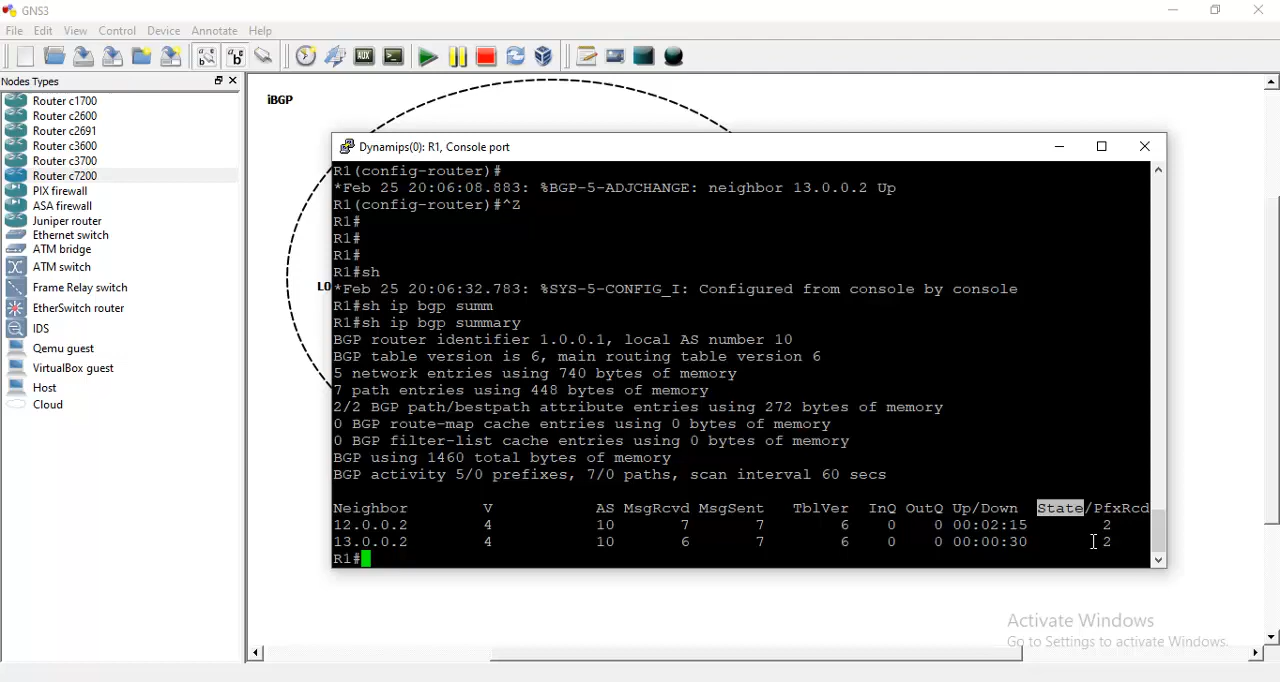 GNS3
File Edit View Control Device Annotate Help
Nodes Types
Router c1700
Router c2600
Router c2691
Router c3600
Router c3700
Router c7200
PIX firewall
ASA firewall
Juniper router
Ethernet switch
ATM bridge
ATM switch
Frame Relay switch
EtherSwitch router
IDS
Qemu guest
VirtualBox guest
Host
Cloud
iBGP
LO
Dynamips(0): R1, Console port
R1(config-router)#
*Feb 25 20:06:08.883: %BGP-5-ADJCHANGE: neighbor 13.0.0.2 Up
R1(config-router)#^Z
R1#
R1#
R1#
R1#sh
*Feb 25 20:06:32.783: %SYS-5-CONFIG_I: Configured from console by console
R1#sh ip bgp summ
R1#sh ip bgp summary
BGP router identifier 1.0.0.1, local AS number 10
BGP table version is 6, main routing table version 6
5 network entries using 740 bytes of memory
7 path entries using 448 bytes of memory
2/2 BGP path/bestpath attribute entries using 272 bytes of memory
0 BGP route-map cache entries using 0 bytes of memory
0 BGP filter-list cache entries using 0 bytes of memory
BGP using 1460 total bytes of memory
BGP activity 5/0 prefixes, 7/0 paths, scan interval 60 secs
Neighbor V AS MsgRcvd MsgSent TblVer InQ OutQ Up/Down State/PfxRcd
12.0.0.2 4 10 7 7 6 0 0 00:02:15 2
13.0.0.2 4 10 6 7 6 0 0 00:00:30 2
R1#
Activate Windows
Go to Settings to activate Windows.